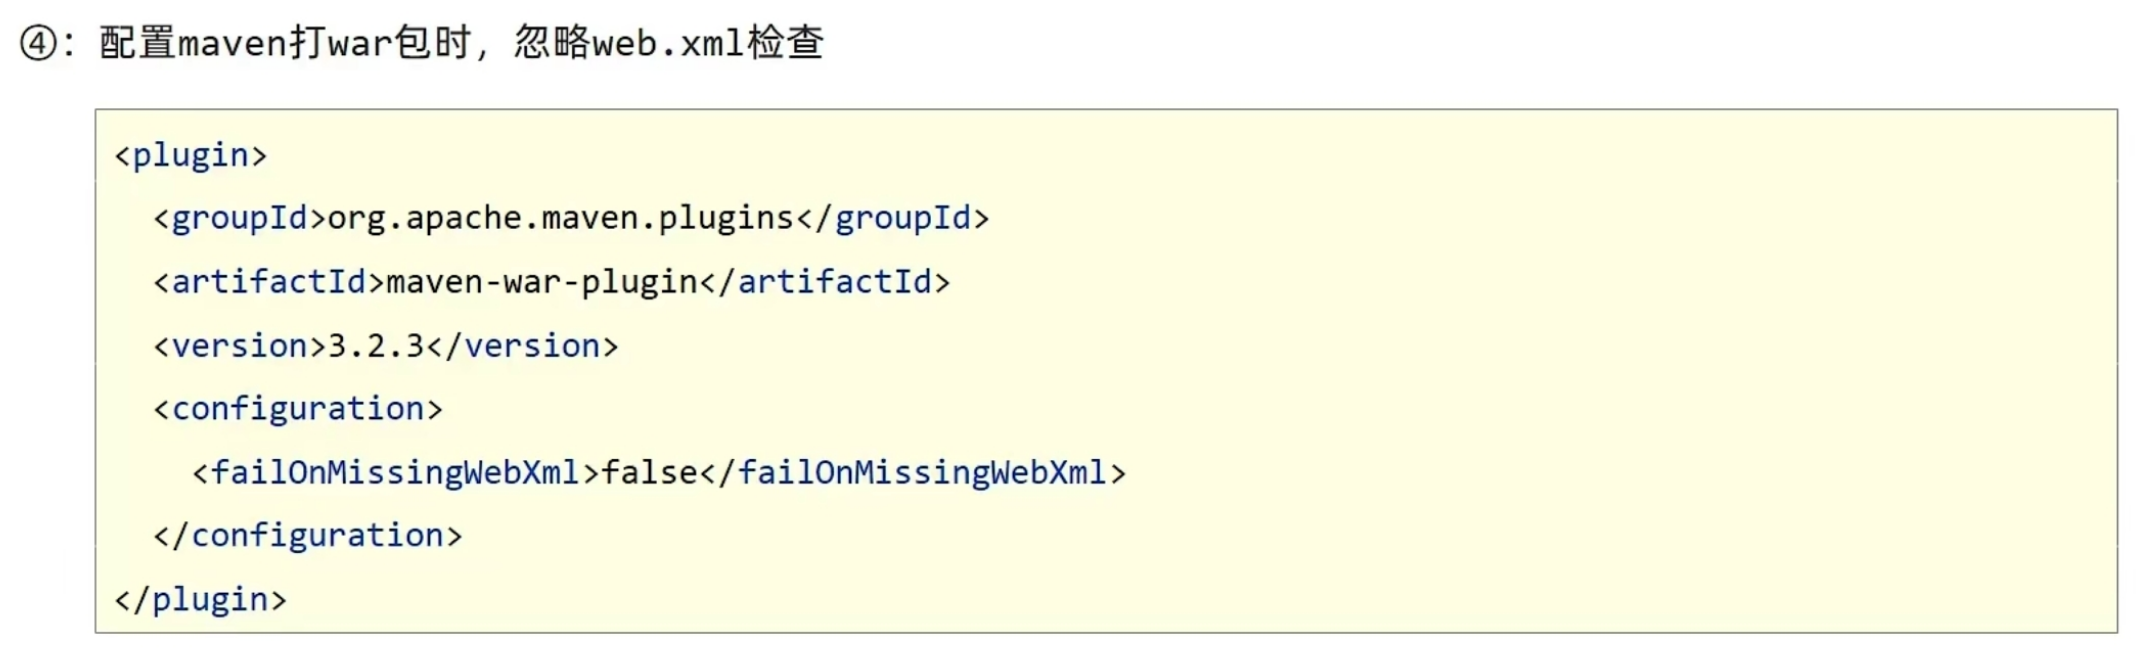 ④：配置maven打war包时，忽略web.xml检查
<plugin>
<groupId>org.apache.maven.plugins</groupId>
<artifactId>maven-war-plugin</artifactId>
<version>3.2.3</version>
<configuration>
<failOnMissingWebXml>false</failOnMissingWebXml>
</configuration>
</plugin>